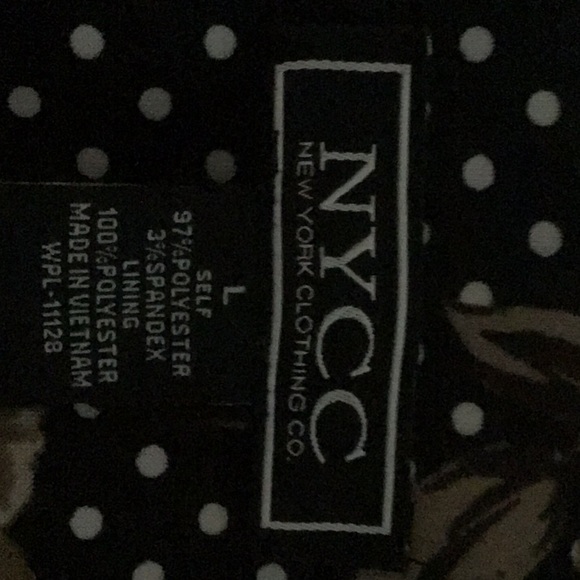 NYCC
NEW YORK CLOTHING CO.
L
SELF
97%POLYESTER
3%SPANDEX
LINING
100%POLYESTER
MADE IN VIETNAM
WPL-11128